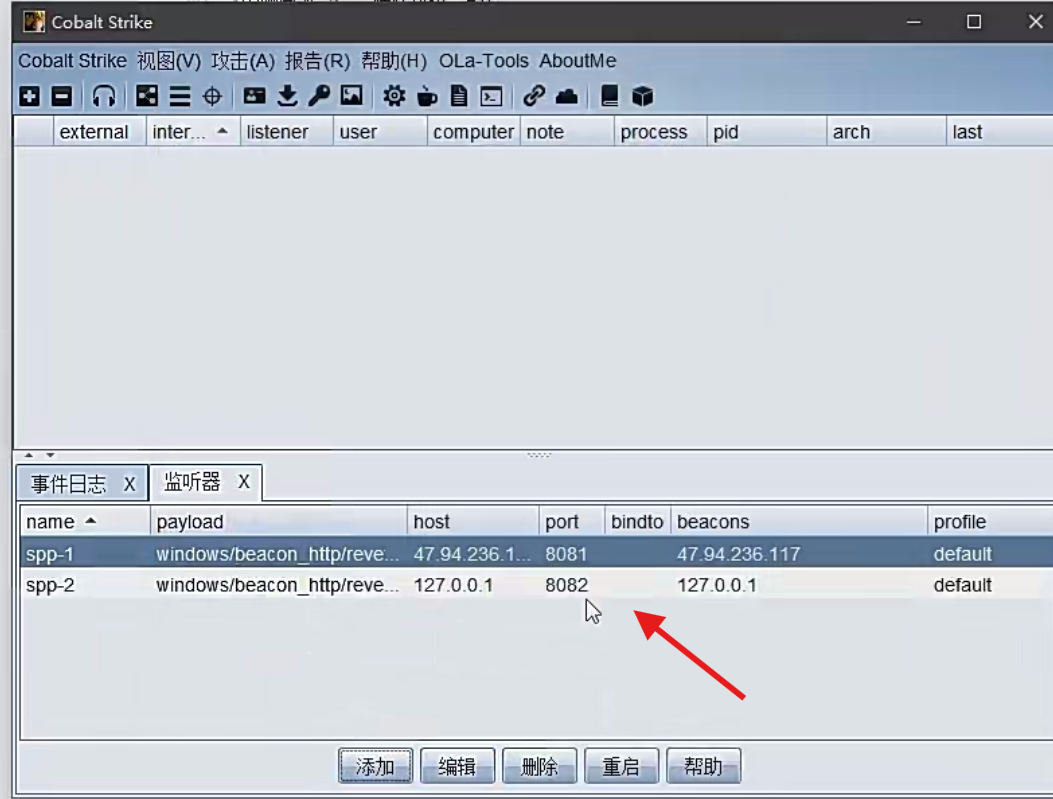 Cobalt Strike
Cobalt Strike 视图(V) 攻击(A) 报告(R) 帮助(H) OLa-Tools AboutMe
external inter... listener user computer note process pid arch last
事件日志 X 监听器 X
name payload host port bindto beacons profile
spp-1 windows/beacon_http/reve... 47.94.236.1... 8081 47.94.236.117 default
spp-2 windows/beacon_http/reve... 127.0.0.1 8082 127.0.0.1 default
添加 编辑 删除 重启 帮助